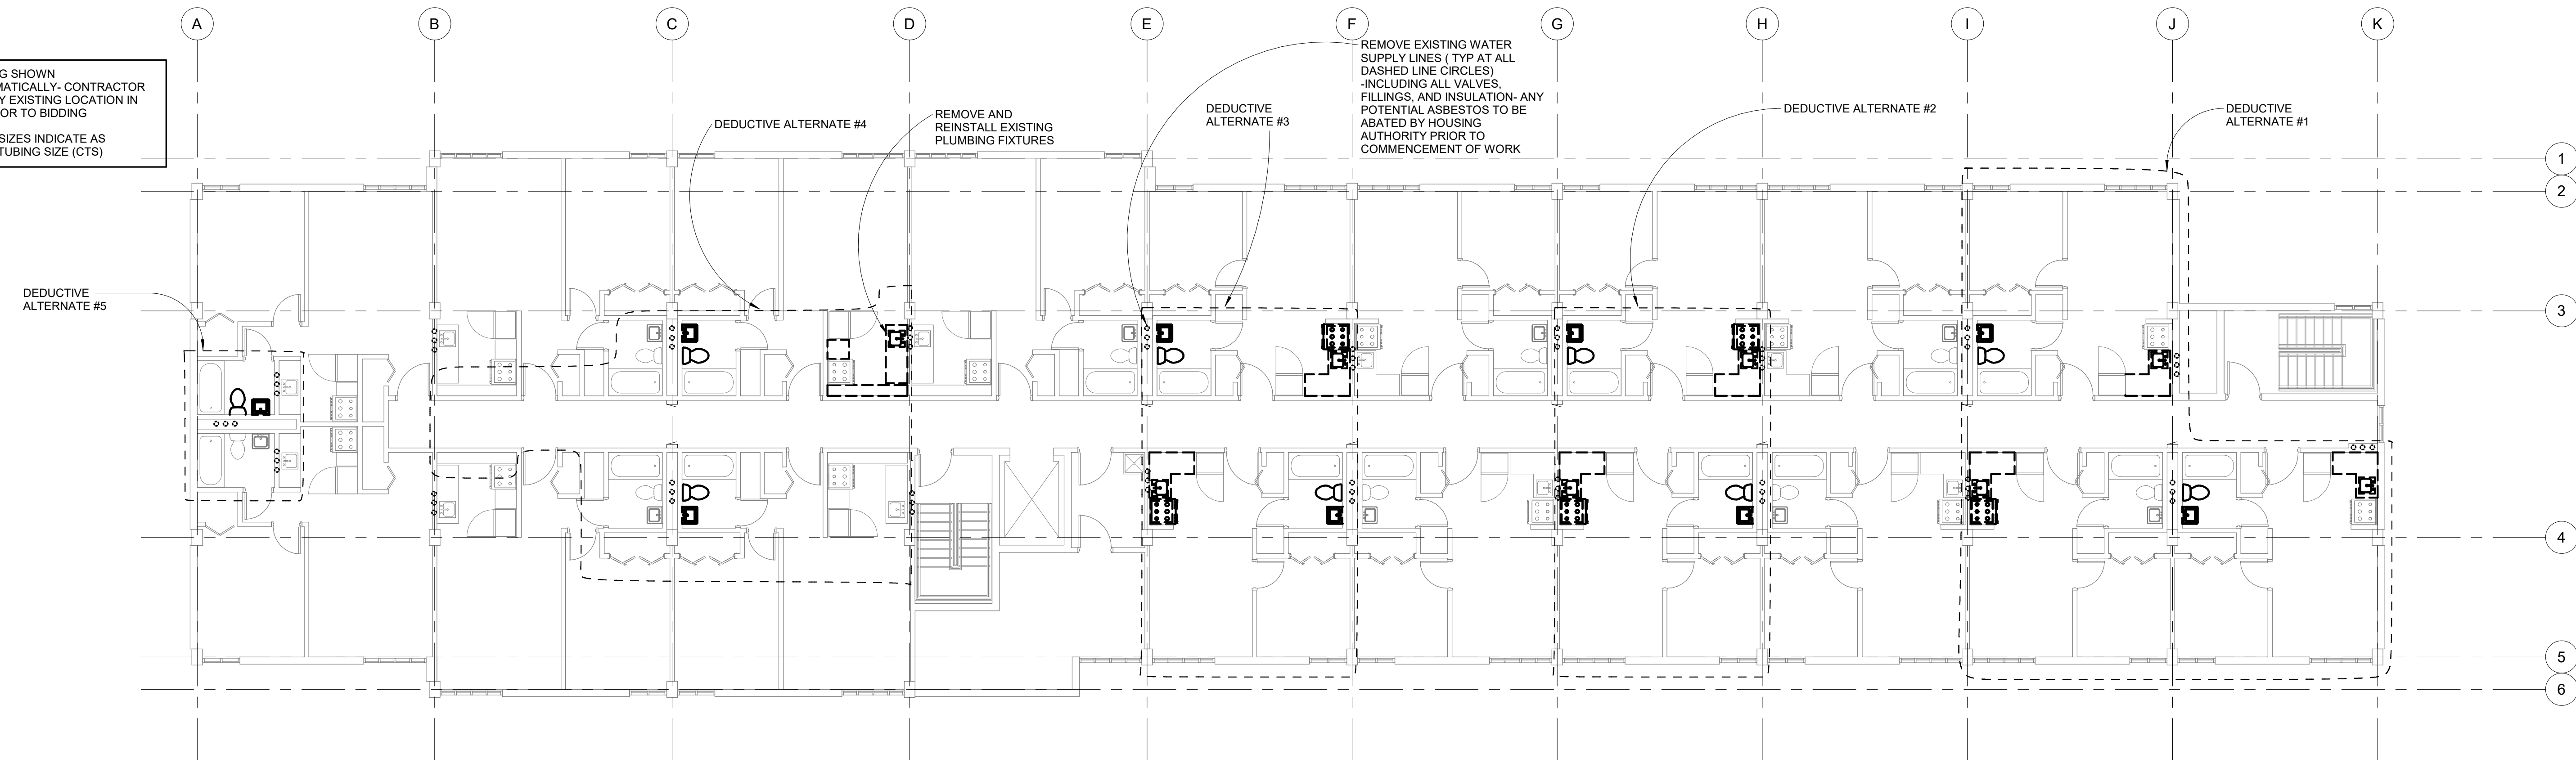 A
B
C
D
E
F
G
H
I
J
K
G SHOWN
MATICALLY- CONTRACTOR
Y EXISTING LOCATION IN
OR TO BIDDING
SIZES INDICATE AS
TUBING SIZE (CTS)
DEDUCTIVE ALTERNATE #4
REMOVE AND
REINSTALL EXISTING
PLUMBING FIXTURES
DEDUCTIVE
ALTERNATE #3
REMOVE EXISTING WATER
SUPPLY LINES ( TYP AT ALL
DASHED LINE CIRCLES)
-INCLUDING ALL VALVES,
FILLINGS, AND INSULATION- ANY
POTENTIAL ASBESTOS TO BE
ABATED BY HOUSING
AUTHORITY PRIOR TO
COMMENCEMENT OF WORK
DEDUCTIVE ALTERNATE #2
DEDUCTIVE
ALTERNATE #1
DEDUCTIVE
ALTERNATE #5
1
2
3
4
5
6